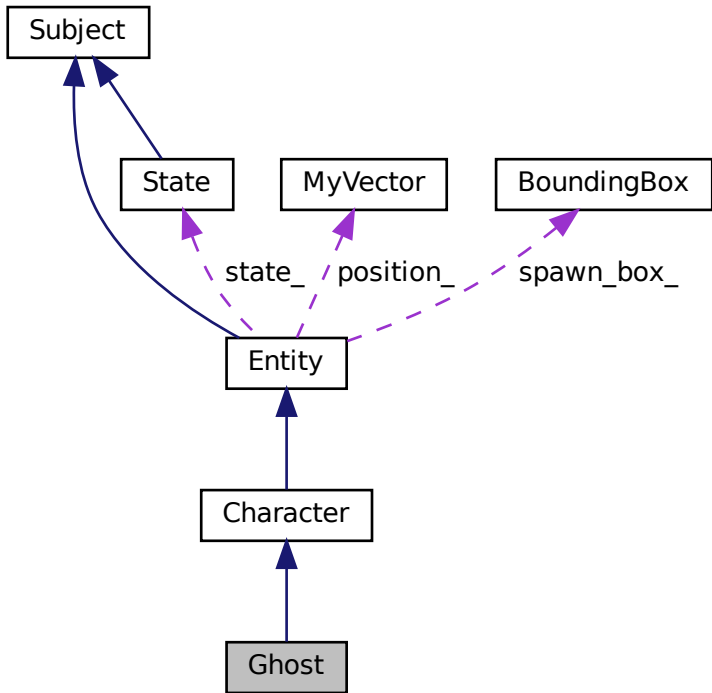 Subject
State
MyVector
BoundingBox
state_
position_
spawn_box_
Entity
Character
Ghost